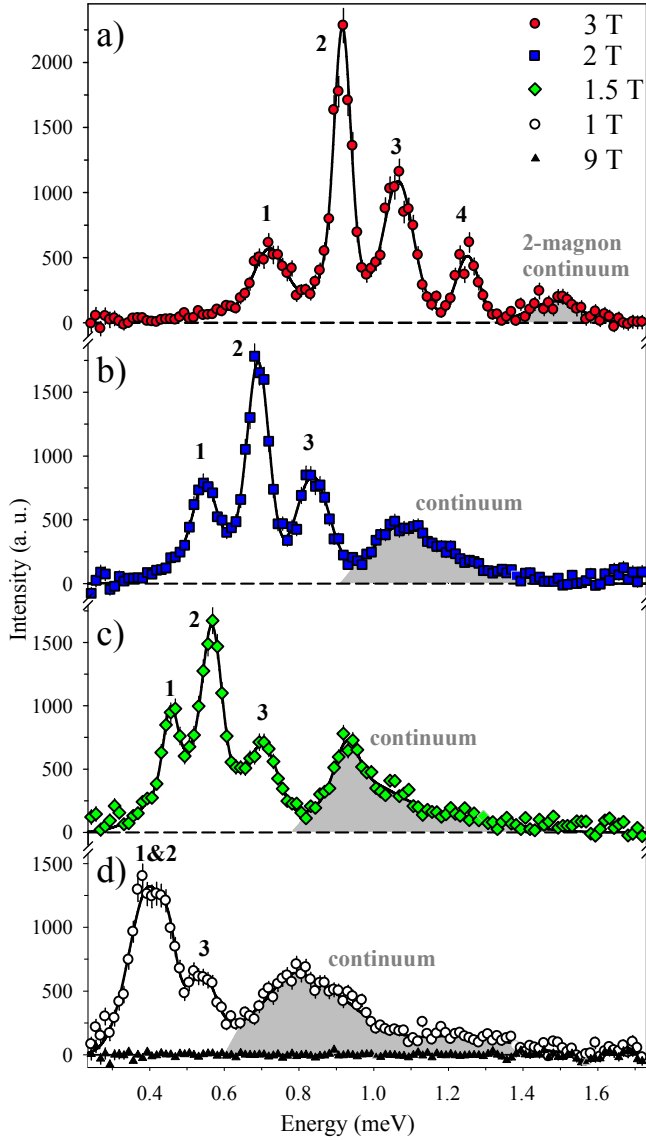 a)
3 T
2 T
1.5 T
1 T
9 T
2000
1500
1000
500
0
1
2
3
4
2-magnon
continuum
b)
1500
1000
500
0
1
2
3
continuum
c)
1500
1000
500
0
1
2
3
continuum
d)
1500
1000
500
0
1&2
3
continuum
Intensity (a. u.)
0.4 0.6 0.8 1.0 1.2 1.4 1.6
Energy (meV)